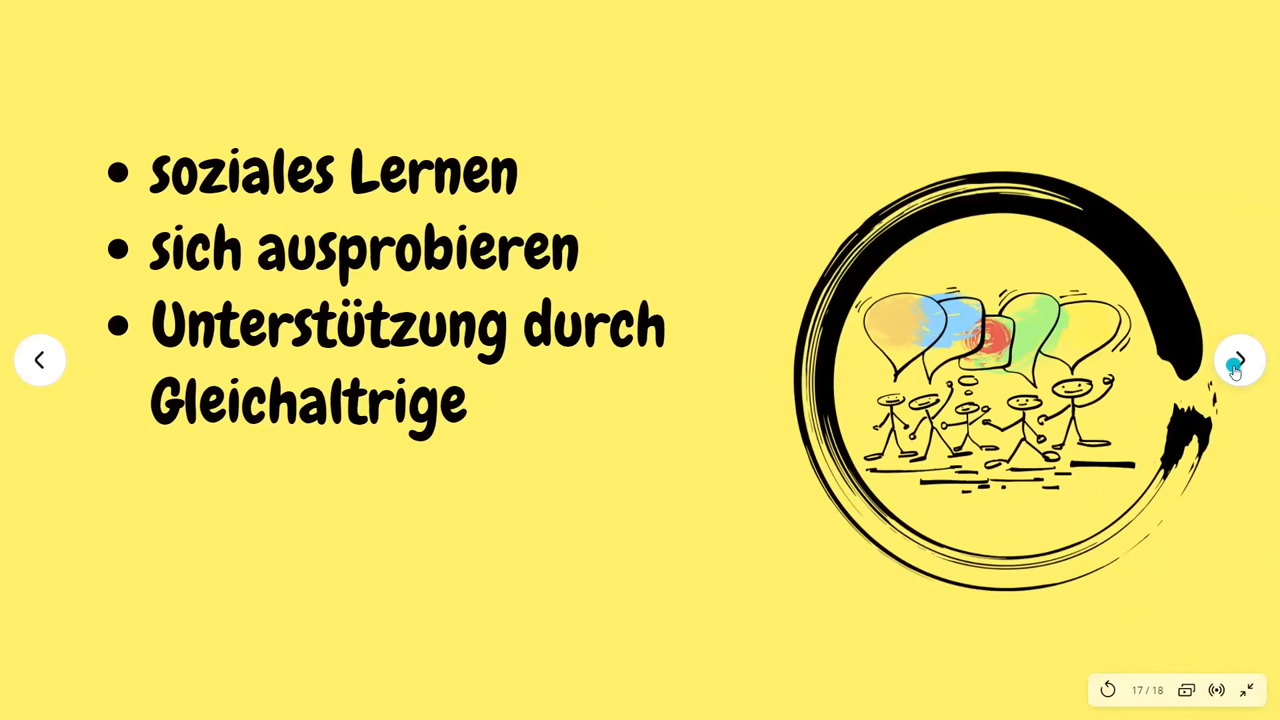 • soziales Lernen
• sich ausprobieren
• Unterstützung durch
Gleichaltrige
17 / 18